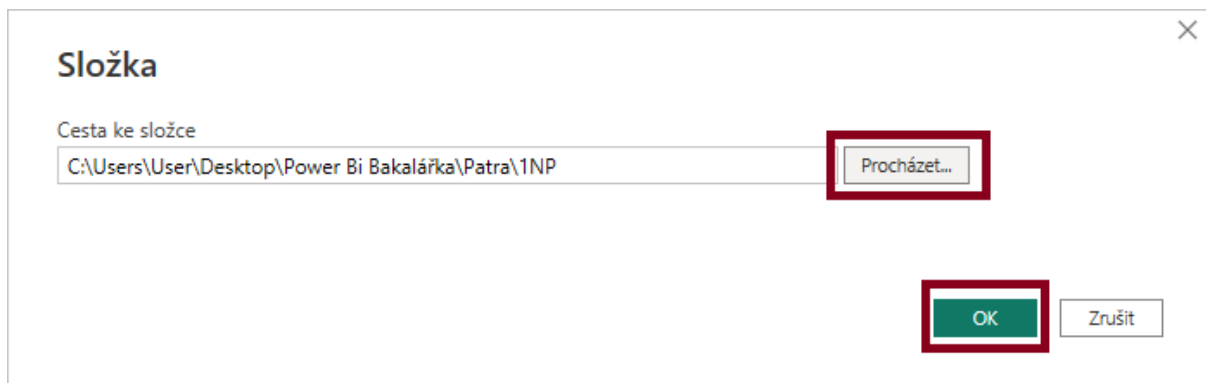 Složka
Cesta ke složce
C:\Users\User\Desktop\Power Bi Bakalářka\Patra\1NP
Procházet...
OK
Zrušit